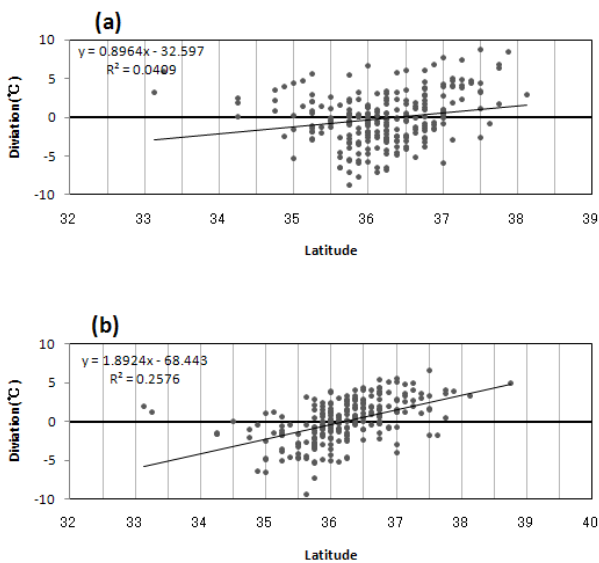 (a)
10
y = 0.8964x - 32.597
R² = 0.0409
5
0
-5
-10
Diviation(℃)
32 33 34 35 36 37 38 39
Latitude
(b)
10
y = 1.8924x - 68.443
R² = 0.2576
5
0
-5
-10
Diviation(℃)
32 33 34 35 36 37 38 39 40
Latitude